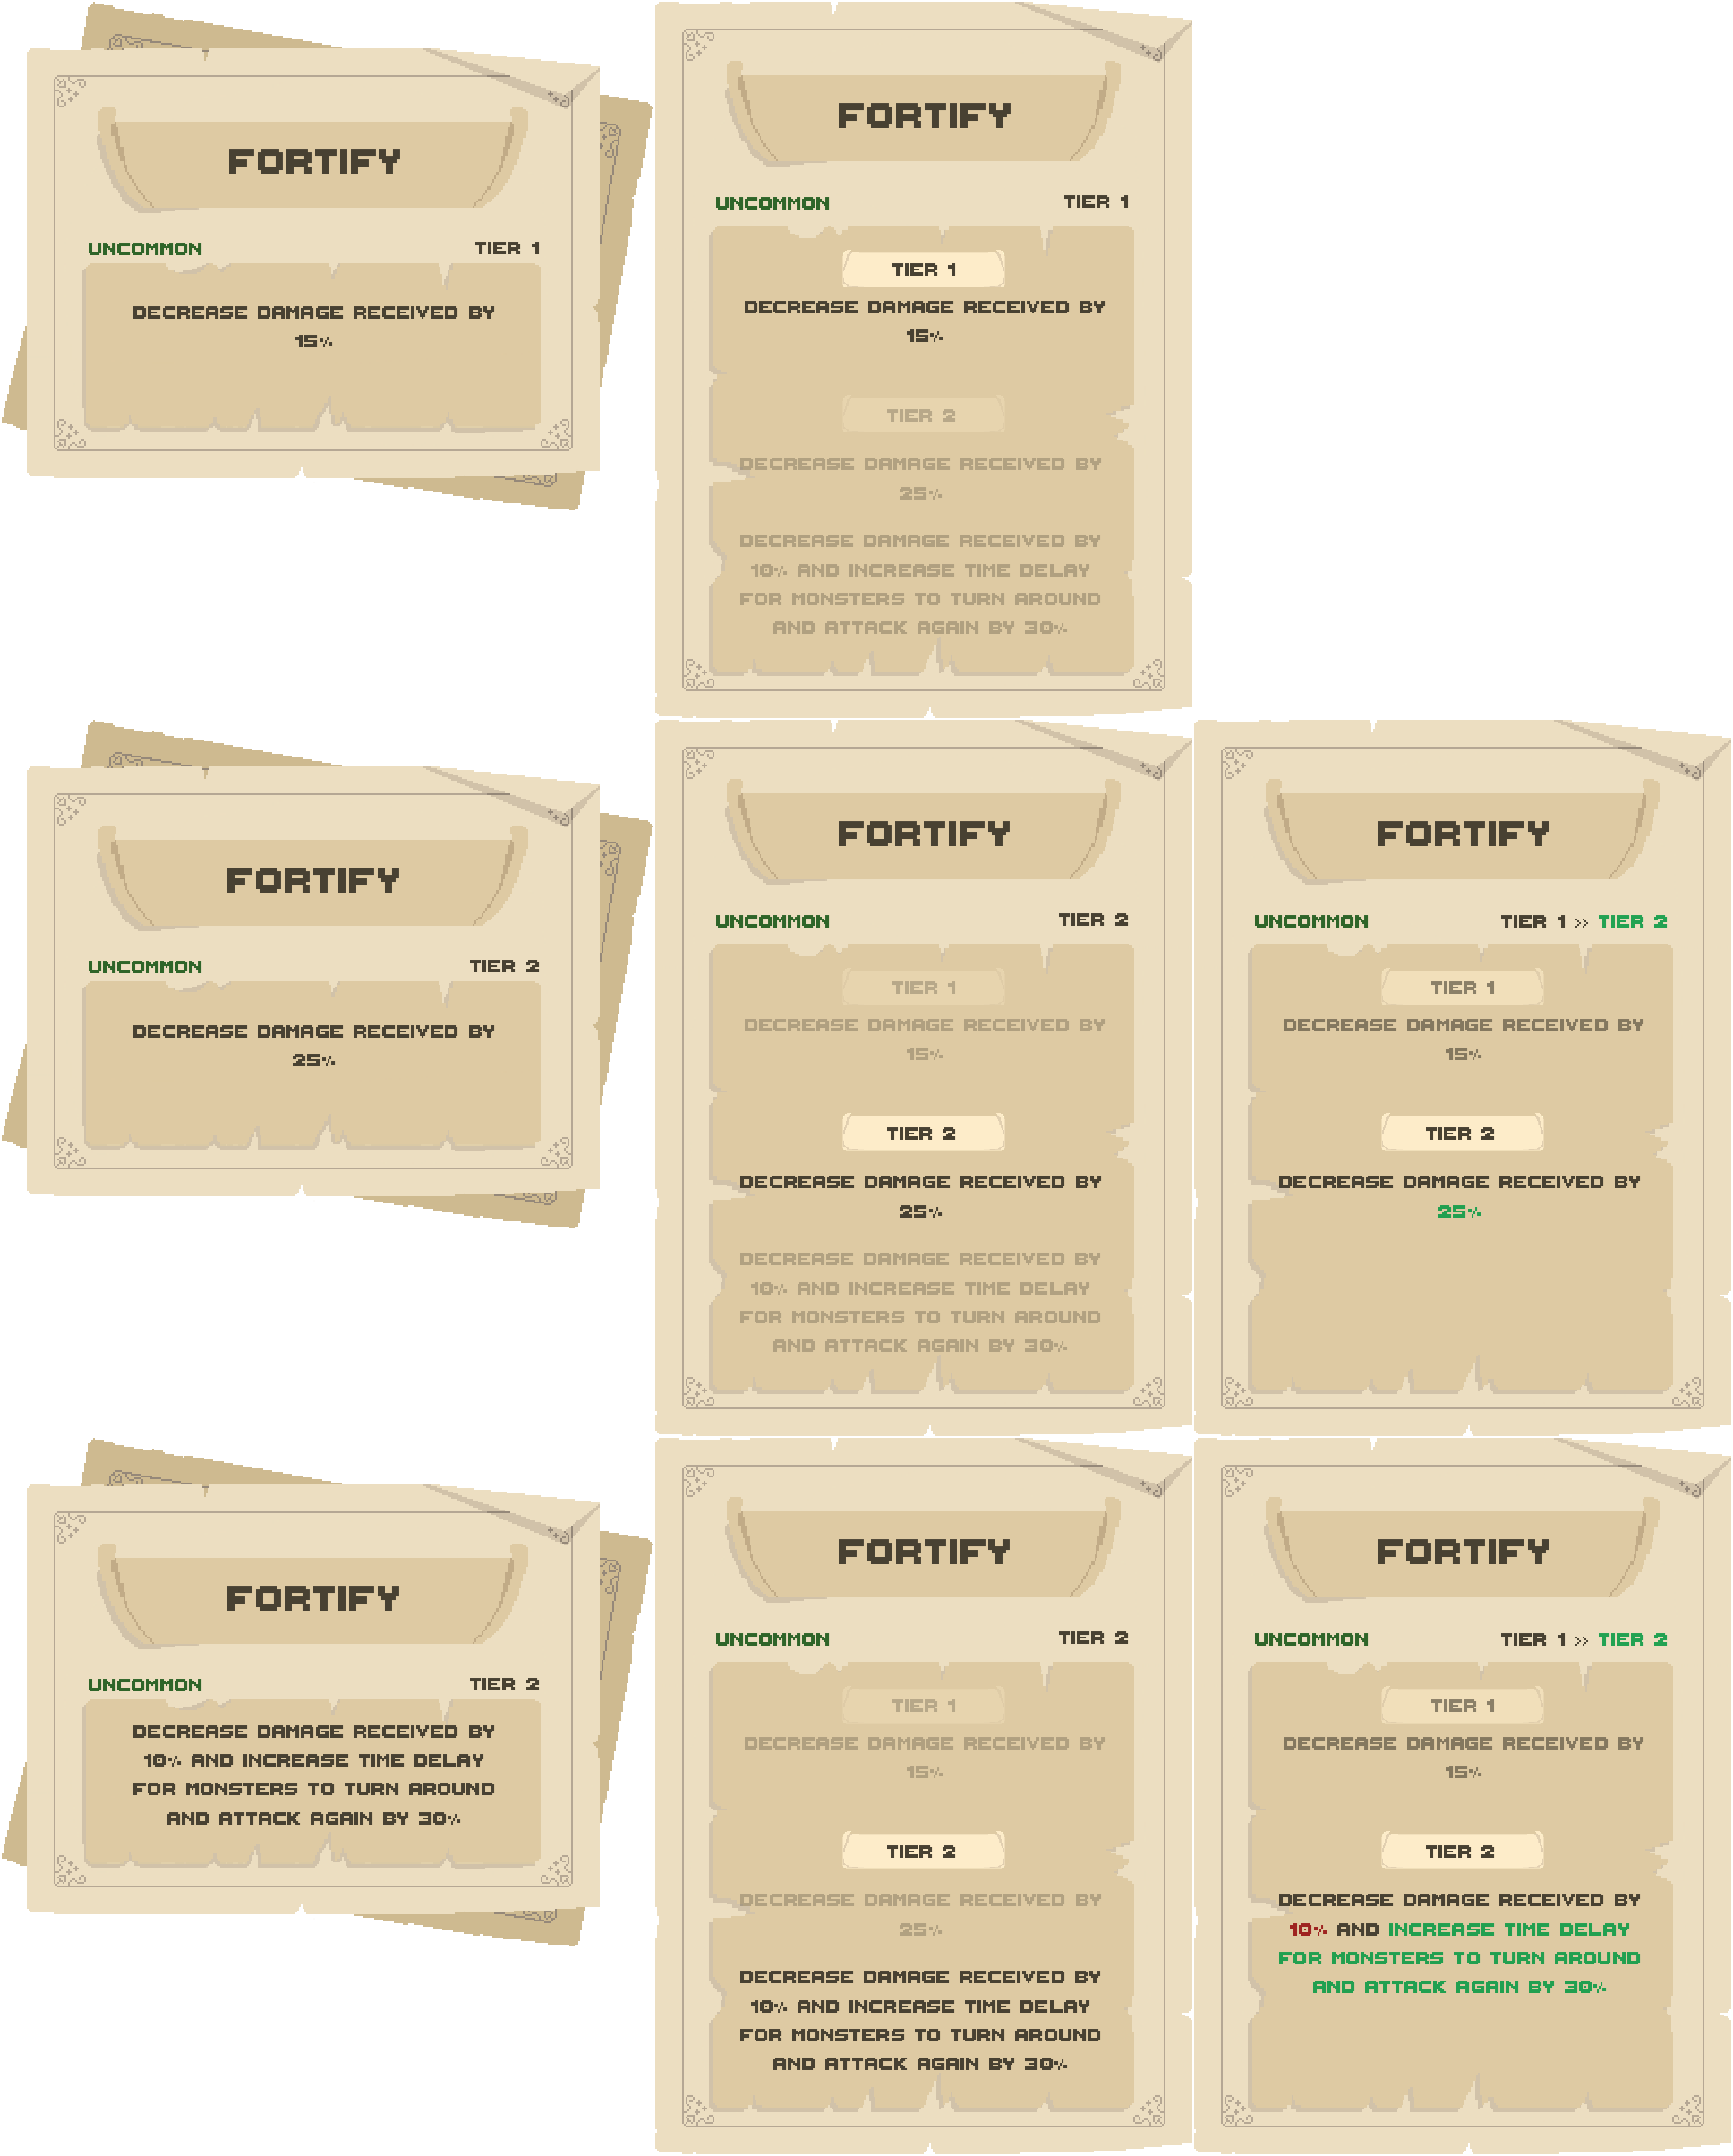 FORTIFY
UNCOMMON TIER 1
DECREASE DAMAGE RECEIVED BY
15%
FORTIFY
UNCOMMON TIER 1
TIER 1
DECREASE DAMAGE RECEIVED BY
15%
TIER 2
DECREASE DAMAGE RECEIVED BY
25%
DECREASE DAMAGE RECEIVED BY
10% AND INCREASE TIME DELAY
FOR MONSTERS TO TURN AROUND
AND ATTACK AGAIN BY 30%
FORTIFY
UNCOMMON TIER 2
DECREASE DAMAGE RECEIVED BY
25%
FORTIFY
UNCOMMON TIER 2
TIER 1
DECREASE DAMAGE RECEIVED BY
15%
TIER 2
DECREASE DAMAGE RECEIVED BY
25%
DECREASE DAMAGE RECEIVED BY
10% AND INCREASE TIME DELAY
FOR MONSTERS TO TURN AROUND
AND ATTACK AGAIN BY 30%
FORTIFY
UNCOMMON TIER 1 >> TIER 2
TIER 1
DECREASE DAMAGE RECEIVED BY
15%
TIER 2
DECREASE DAMAGE RECEIVED BY
25%
FORTIFY
UNCOMMON TIER 2
DECREASE DAMAGE RECEIVED BY
10% AND INCREASE TIME DELAY
FOR MONSTERS TO TURN AROUND
AND ATTACK AGAIN BY 30%
FORTIFY
UNCOMMON TIER 2
TIER 1
DECREASE DAMAGE RECEIVED BY
15%
TIER 2
DECREASE DAMAGE RECEIVED BY
25%
DECREASE DAMAGE RECEIVED BY
10% AND INCREASE TIME DELAY
FOR MONSTERS TO TURN AROUND
AND ATTACK AGAIN BY 30%
FORTIFY
UNCOMMON TIER 1 >> TIER 2
TIER 1
DECREASE DAMAGE RECEIVED BY
15%
TIER 2
DECREASE DAMAGE RECEIVED BY
10% AND INCREASE TIME DELAY
FOR MONSTERS TO TURN AROUND
AND ATTACK AGAIN BY 30%